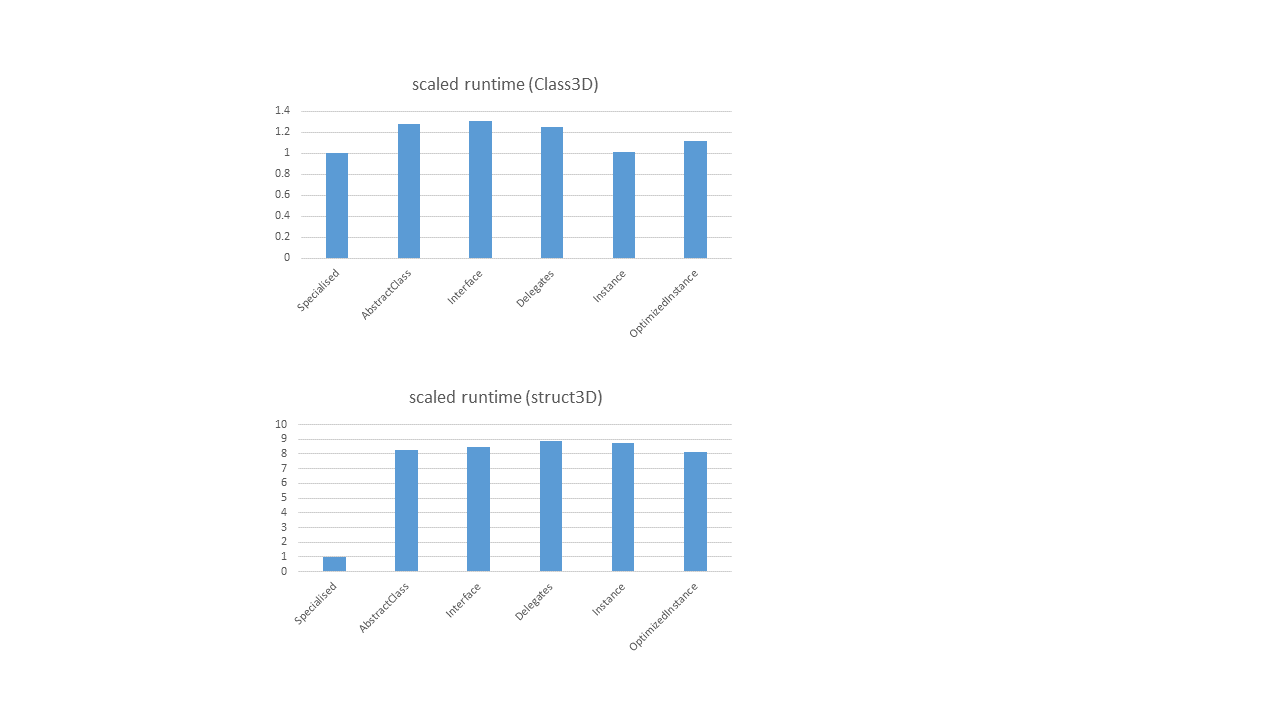 scaled runtime (Class3D)
1.4
1.2
1
0.8
0.6
0.4
0.2
0
Specialised
AbstractClass
Interface
Delegates
Instance
OptimizedInstance
scaled runtime (struct3D)
10
9
8
7
6
5
4
3
2
1
0
Specialised
AbstractClass
Interface
Delegates
Instance
OptimizedInstance